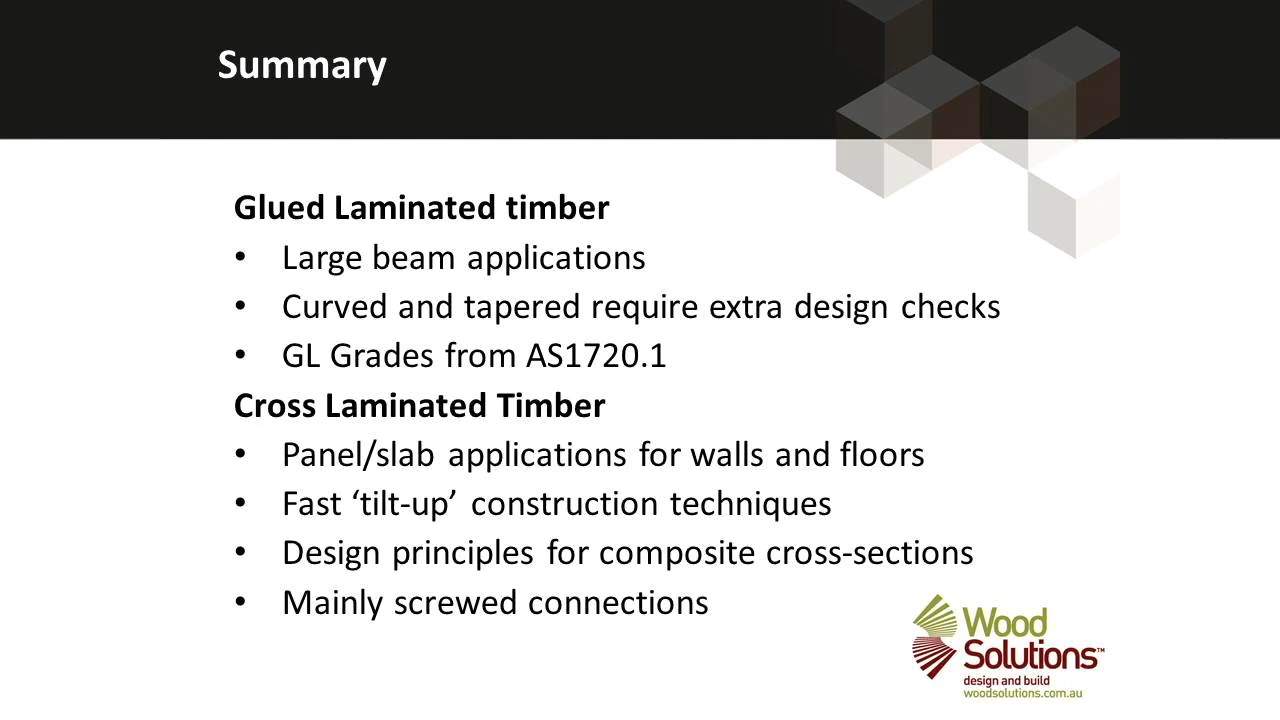 Summary
Glued Laminated timber
• Large beam applications
• Curved and tapered require extra design checks
• GL Grades from AS1720.1
Cross Laminated Timber
• Panel/slab applications for walls and floors
• Fast ‘tilt-up’ construction techniques
• Design principles for composite cross-sections
• Mainly screwed connections
Wood
Solutions™
design and build
woodsolutions.com.au